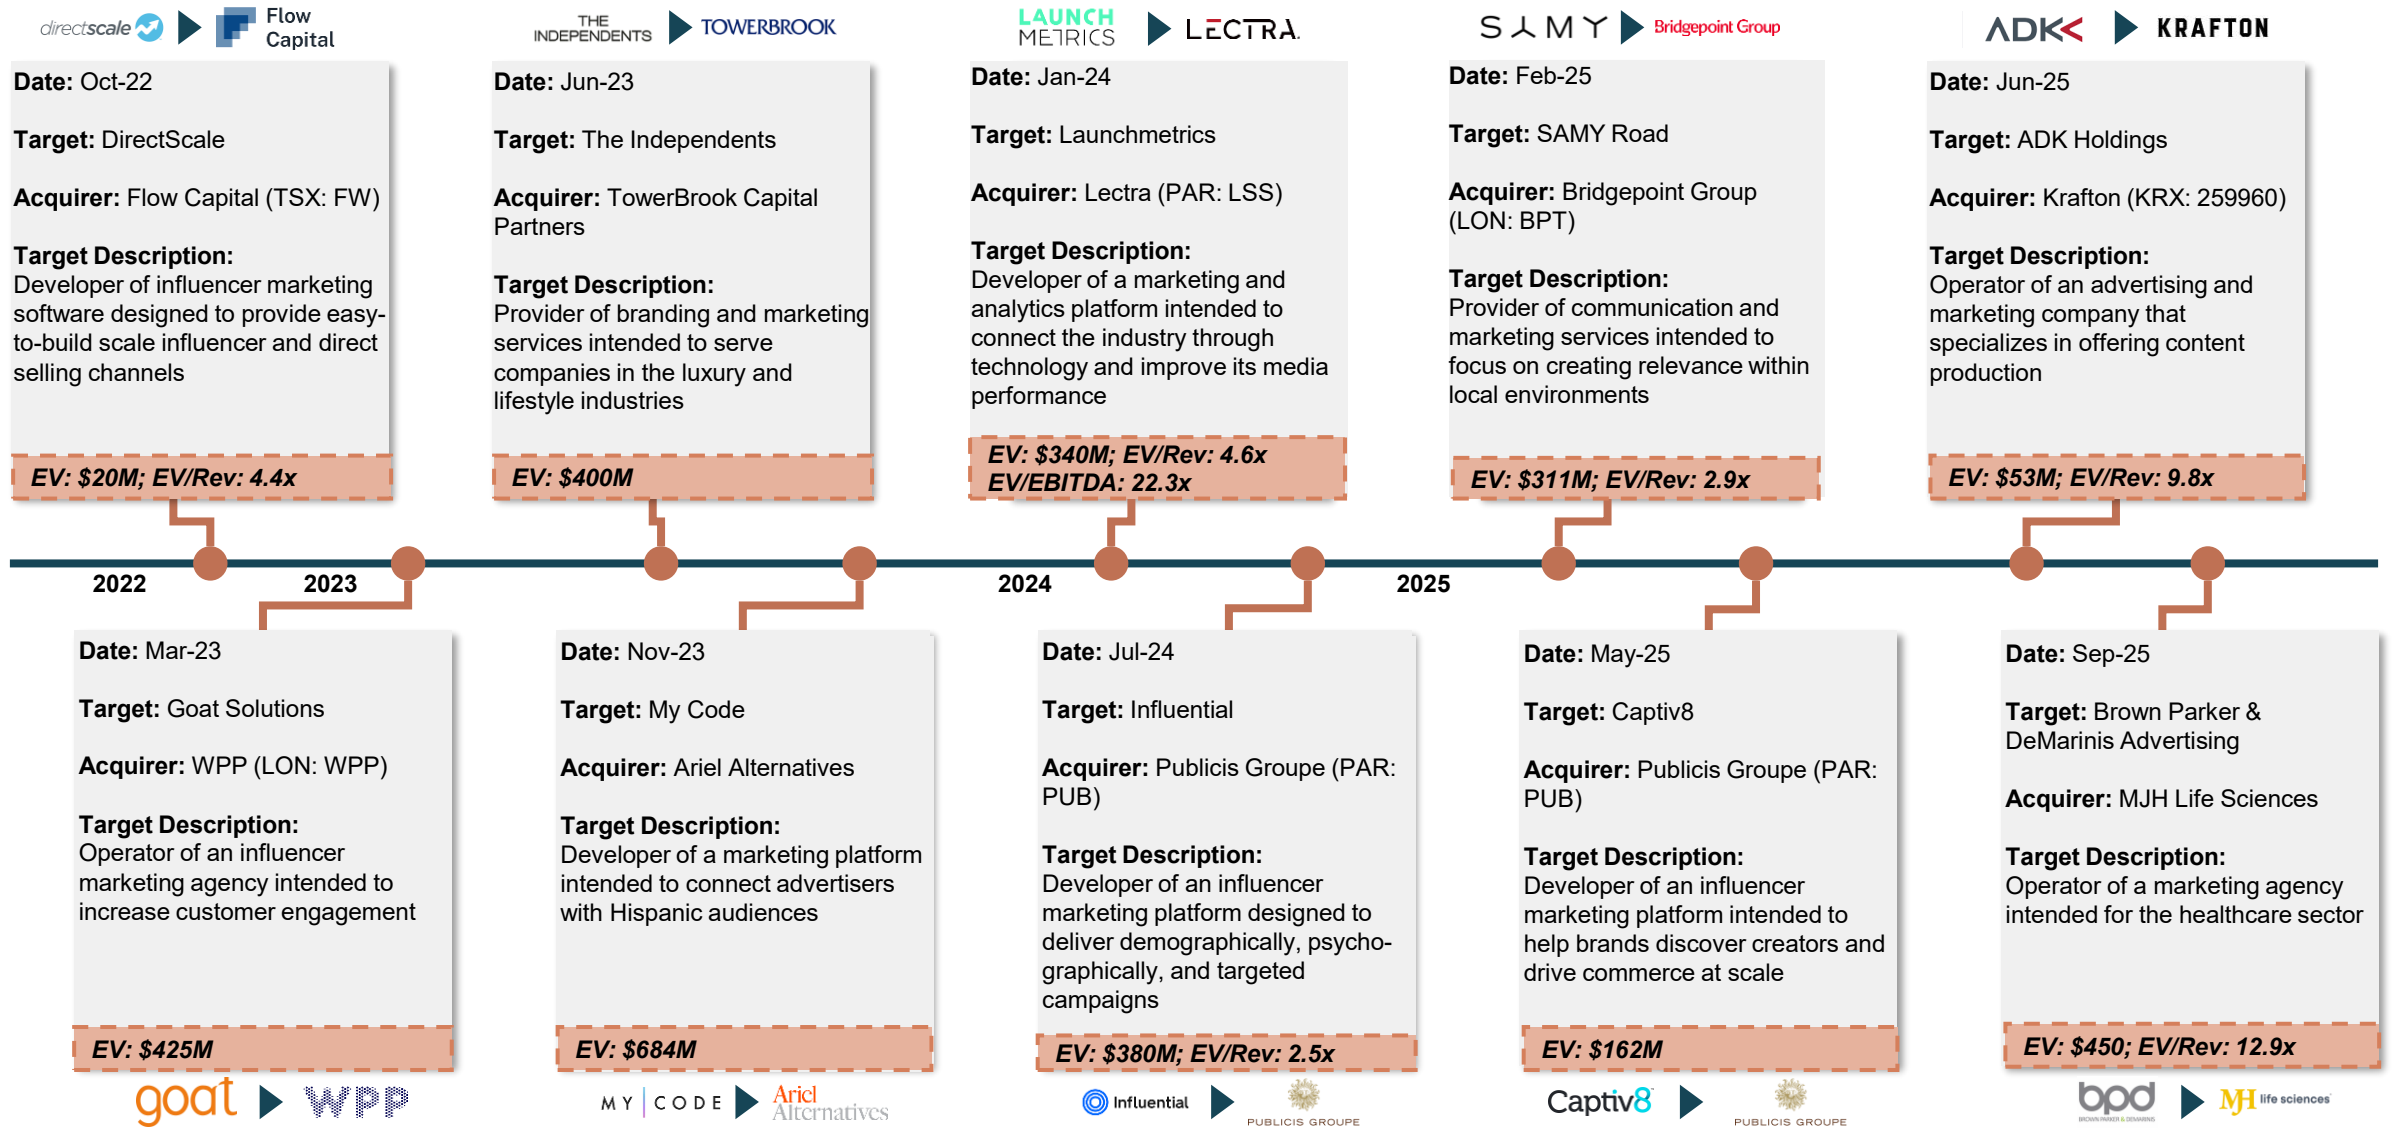 directscale
Flow
Capital
Date: Oct-22
Target: DirectScale
Acquirer: Flow Capital (TSX: FW)
Target Description:
Developer of influencer marketing
software designed to provide easy-
to-build scale influencer and direct
selling channels
EV: $20M; EV/Rev: 4.4x
THE
INDEPENDENTS
TOWERBROOK
Date: Jun-23
Target: The Independents
Acquirer: TowerBrook Capital
Partners
Target Description:
Provider of branding and marketing
services intended to serve
companies in the luxury and
lifestyle industries
EV: $400M
LAUNCH
METRICS
LECTRA
Date: Jan-24
Target: Launchmetrics
Acquirer: Lectra (PAR: LSS)
Target Description:
Developer of a marketing and
analytics platform intended to
connect the industry through
technology and improve its media
performance
EV: $340M; EV/Rev: 4.6x
EV/EBITDA: 22.3x
SAMY
Bridgepoint Group
Date: Feb-25
Target: SAMY Road
Acquirer: Bridgepoint Group
(LON: BPT)
Target Description:
Provider of communication and
marketing services intended to
focus on creating relevance within
local environments
EV: $311M; EV/Rev: 2.9x
ADK
KRAFTON
Date: Jun-25
Target: ADK Holdings
Acquirer: Krafton (KRX: 259960)
Target Description:
Operator of an advertising and
marketing company that
specializes in offering content
production
EV: $53M; EV/Rev: 9.8x
2022
2023
2024
2025
Date: Mar-23
Target: Goat Solutions
Acquirer: WPP (LON: WPP)
Target Description:
Operator of an influencer
marketing agency intended to
increase customer engagement
EV: $425M
goat
WPP
Date: Nov-23
Target: My Code
Acquirer: Ariel Alternatives
Target Description:
Developer of a marketing platform
intended to connect advertisers
with Hispanic audiences
EV: $684M
MY CODE
Ariel
Alternatives
Date: Jul-24
Target: Influential
Acquirer: Publicis Groupe (PAR:
PUB)
Target Description:
Developer of an influencer
marketing platform designed to
deliver demographically, psycho-
graphically, and targeted
campaigns
EV: $380M; EV/Rev: 2.5x
Influential
PUBLICIS GROUPE
Date: May-25
Target: Captiv8
Acquirer: Publicis Groupe (PAR:
PUB)
Target Description:
Developer of an influencer
marketing platform intended to
help brands discover creators and
drive commerce at scale
EV: $162M
Captiv8
PUBLICIS GROUPE
Date: Sep-25
Target: Brown Parker &
DeMarinis Advertising
Acquirer: MJH Life Sciences
Target Description:
Operator of a marketing agency
intended for the healthcare sector
EV: $450; EV/Rev: 12.9x
bpd
BROWN PARKER & DEMARINIS
MJH life sciences